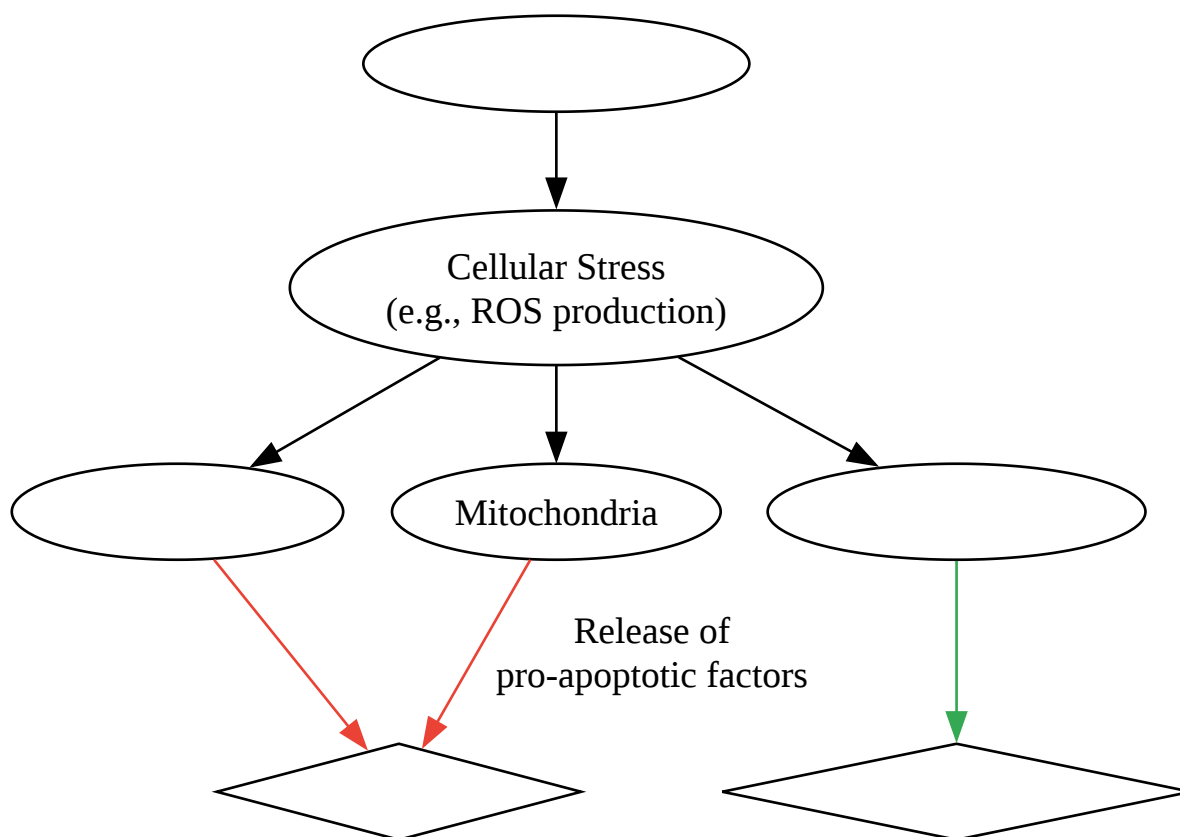 Cellular Stress
(e.g., ROS production)
Mitochondria
Release of
pro-apoptotic factors